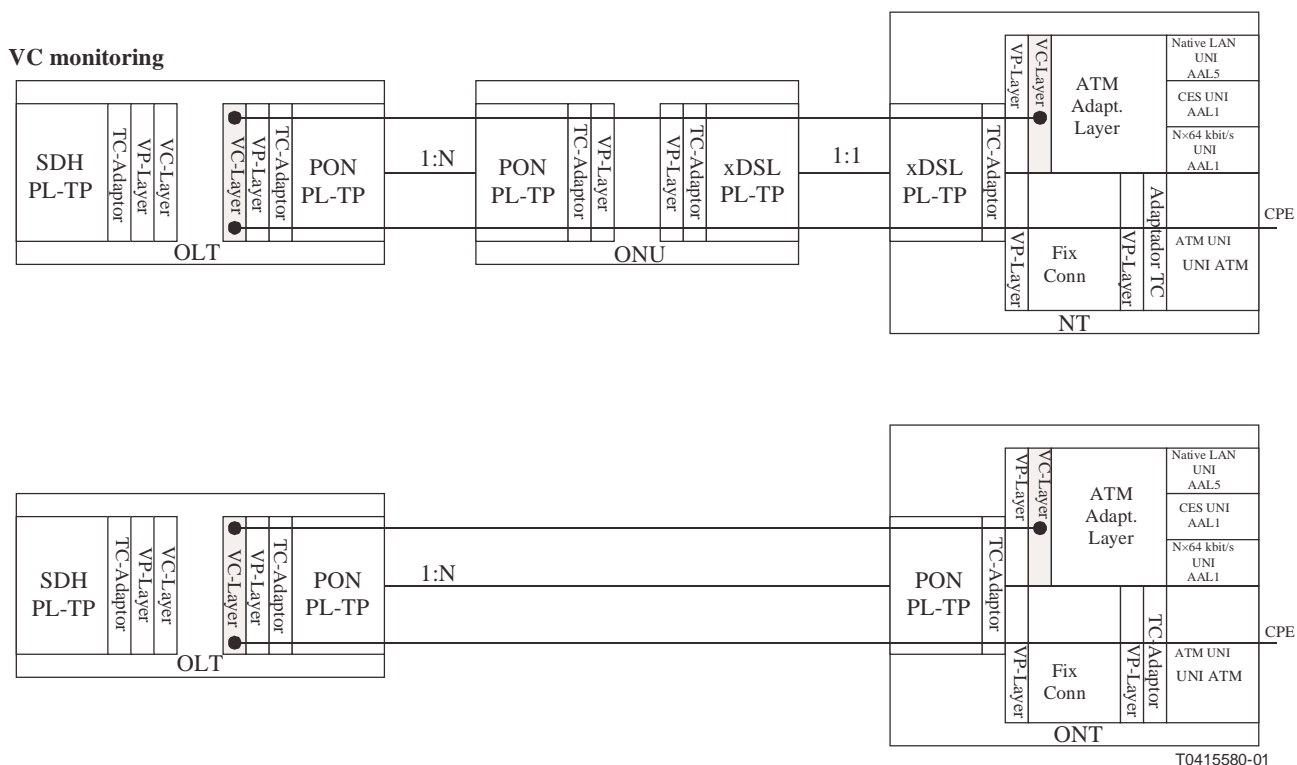 VC monitoring
SDH
PL-TP
TC-Adaptor
VP-Layer
VC-Layer
VC-Layer
VP-Layer
TC-Adaptor
PON
PL-TP
OLT
1:N
PON
PL-TP
TC-Adaptor
VP-Layer
VP-Layer
TC-Adaptor
xDSL
PL-TP
ONU
1:1
xDSL
PL-TP
TC-Adaptor
VP-Layer
VC-Layer
ATM
Adapt.
Layer
Native LAN
UNI
AAL5
CES UNI
AAL1
N×64 kbit/s
UNI
AAL1
VP-Layer
Fix
Conn
VP-Layer
Adaptador TC
ATM UNI
UNI ATM
CPE
NT
SDH
PL-TP
TC-Adaptor
VP-Layer
VC-Layer
VC-Layer
VP-Layer
TC-Adaptor
PON
PL-TP
OLT
1:N
PON
PL-TP
TC-Adaptor
VP-Layer
VC-Layer
ATM
Adapt.
Layer
Native LAN
UNI
AAL5
CES UNI
AAL1
N×64 kbit/s
UNI
AAL1
VP-Layer
Fix
Conn
VP-Layer
TC-Adaptor
ATM UNI
UNI ATM
CPE
ONT
T0415580-01